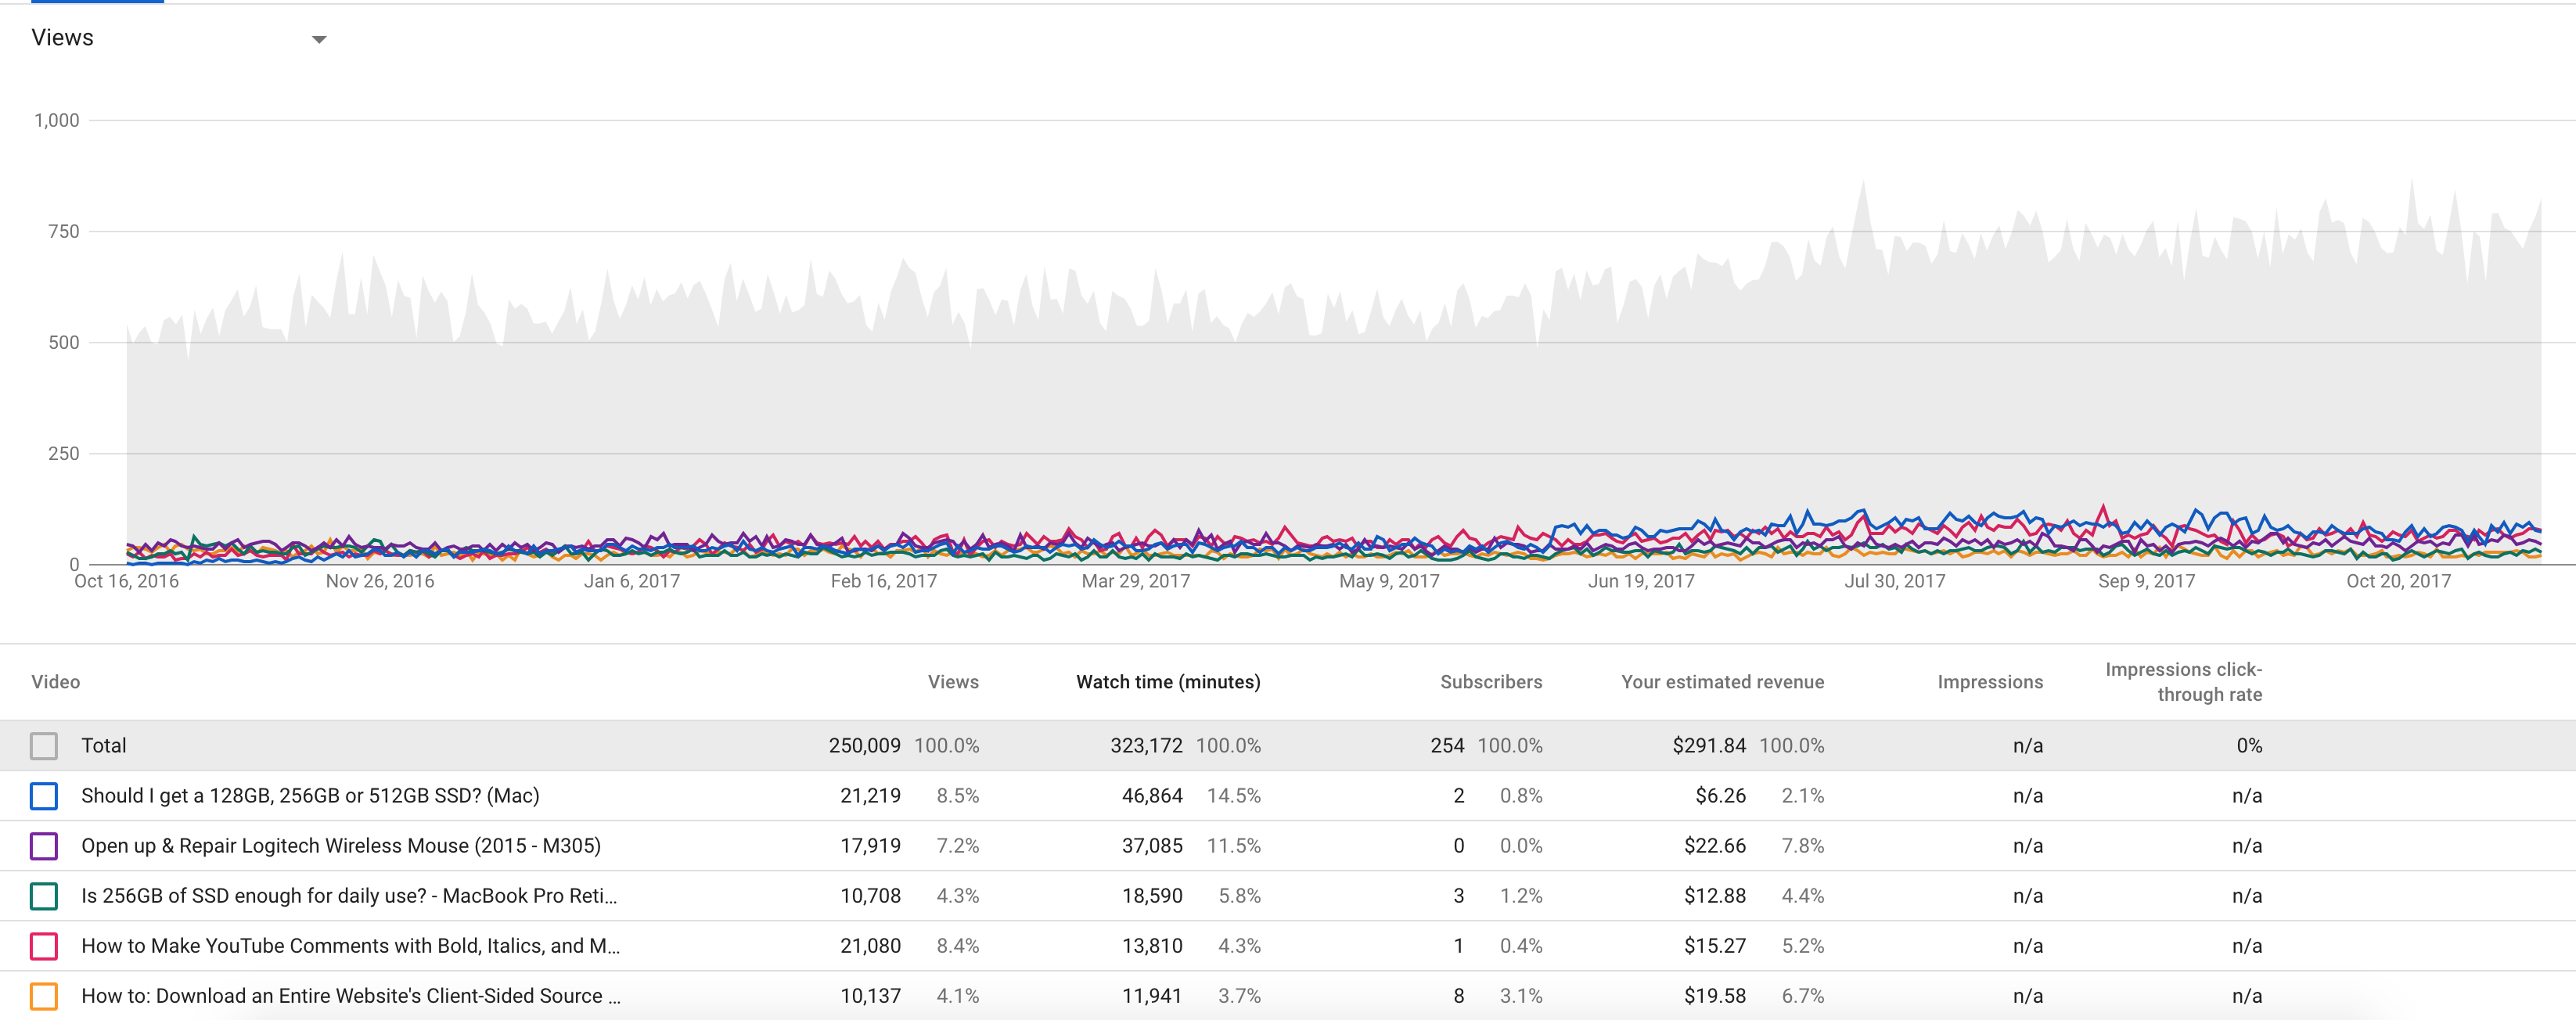 Views
1,000
750
500
250
0
Oct 16, 2016 Nov 26, 2016 Jan 6, 2017 Feb 16, 2017 Mar 29, 2017 May 9, 2017 Jun 19, 2017 Jul 30, 2017 Sep 9, 2017 Oct 20, 2017
Video Views Watch time (minutes) Subscribers Your estimated revenue Impressions Impressions click-
through rate
Total 250,009 100.0% 323,172 100.0% 254 100.0% $291.84 100.0% n/a 0%
Should I get a 128GB, 256GB or 512GB SSD? (Mac) 21,219 8.5% 46,864 14.5% 2 0.8% $6.26 2.1% n/a n/a
Open up & Repair Logitech Wireless Mouse (2015 - M305) 17,919 7.2% 37,085 11.5% 0 0.0% $22.66 7.8% n/a n/a
Is 256GB of SSD enough for daily use? - MacBook Pro Reti... 10,708 4.3% 18,590 5.8% 3 1.2% $12.88 4.4% n/a n/a
How to Make YouTube Comments with Bold, Italics, and M... 21,080 8.4% 13,810 4.3% 1 0.4% $15.27 5.2% n/a n/a
How to: Download an Entire Website's Client-Sided Source ... 10,137 4.1% 11,941 3.7% 8 3.1% $19.58 6.7% n/a n/a